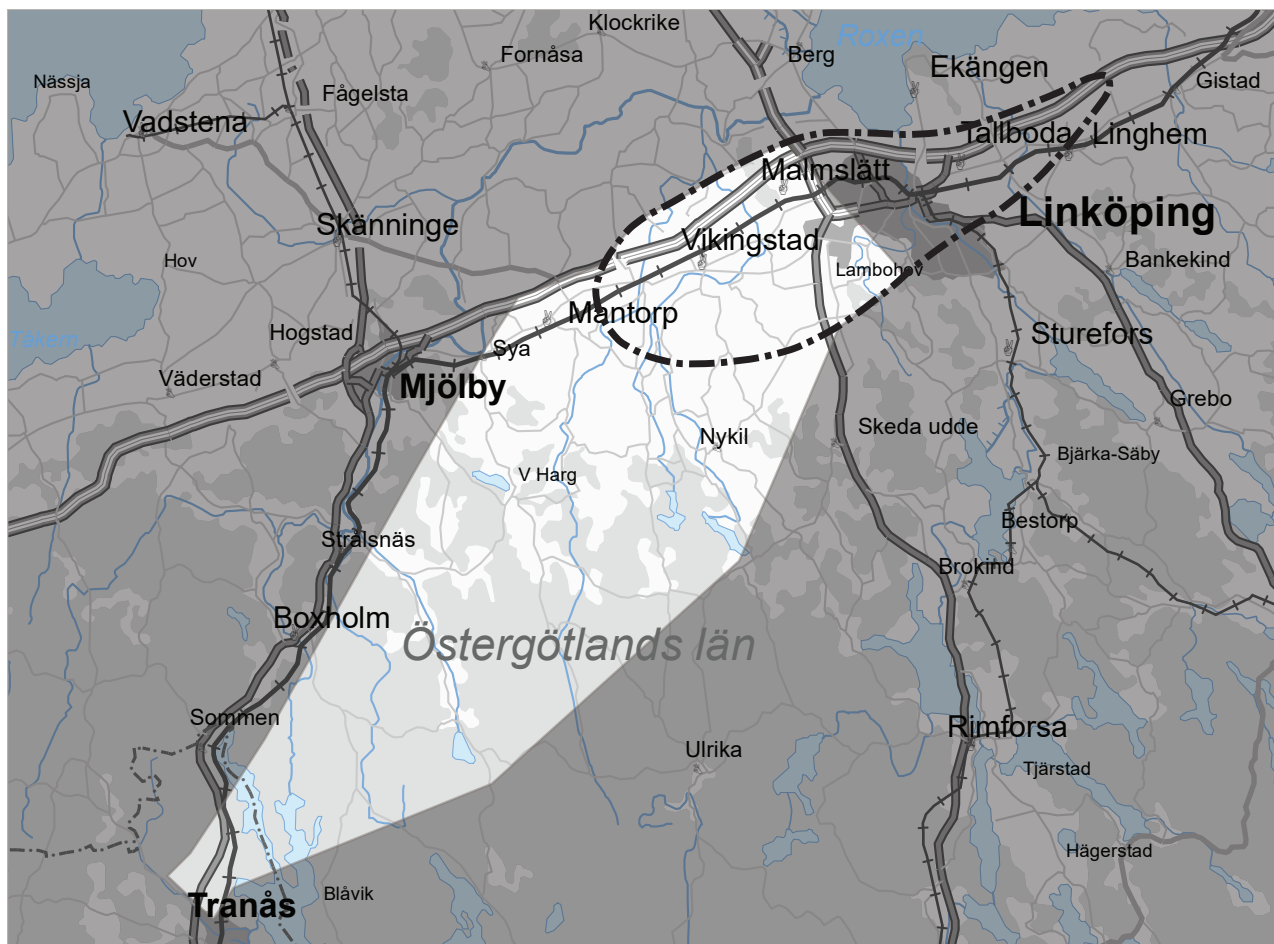 Klockrike
Roxen
Berg
Fornåsa
Ekängen
Nässja
Gistad
Fågelsta
Vadstena
Tallboda
Linghem
Malmslätt
Linköping
Skänninge
Vikingstad
Hov
Bankekind
Lambohov
Mantorp
Hogstad
Tåkern
Sturefors
Sya
Väderstad
Mjölby
Grebo
Skeda udde
Nykil
Bjärka-Säby
V Harg
Bestorp
Strålsnäs
Brokind
Boxholm
Östergötlands län
Sommen
Rimforsa
Ulrika
Tjärstad
Hägerstad
Blåvik
Tranås